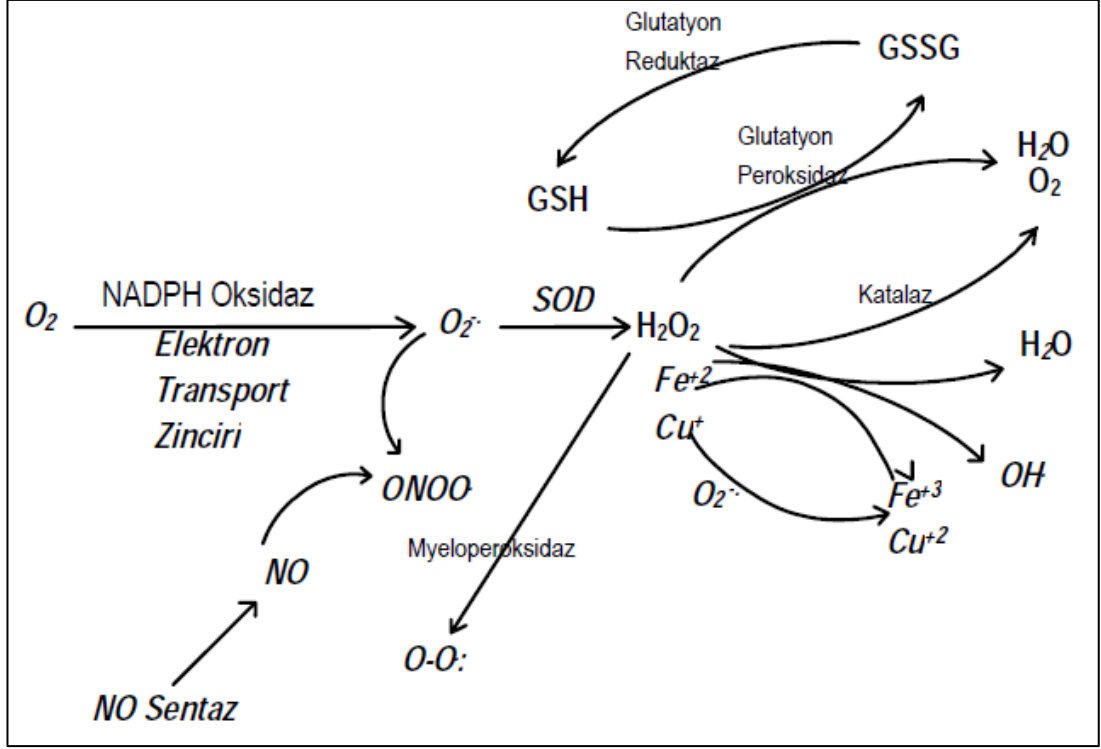 Glutatyon
Reduktaz
GSSG
Glutatyon
Peroksidaz
H₂O
O₂
GSH
NADPH Oksidaz
O₂
Elektron
Transport
Zinciri
O₂⁻·
SOD
H₂O₂
Katalaz
H₂O
Fe⁺²
Cu⁺
OH·
O₂⁻·
Fe⁺³
Cu⁺²
ONOO·
NO
Myeloperoksidaz
O-O·:
NO Sentaz